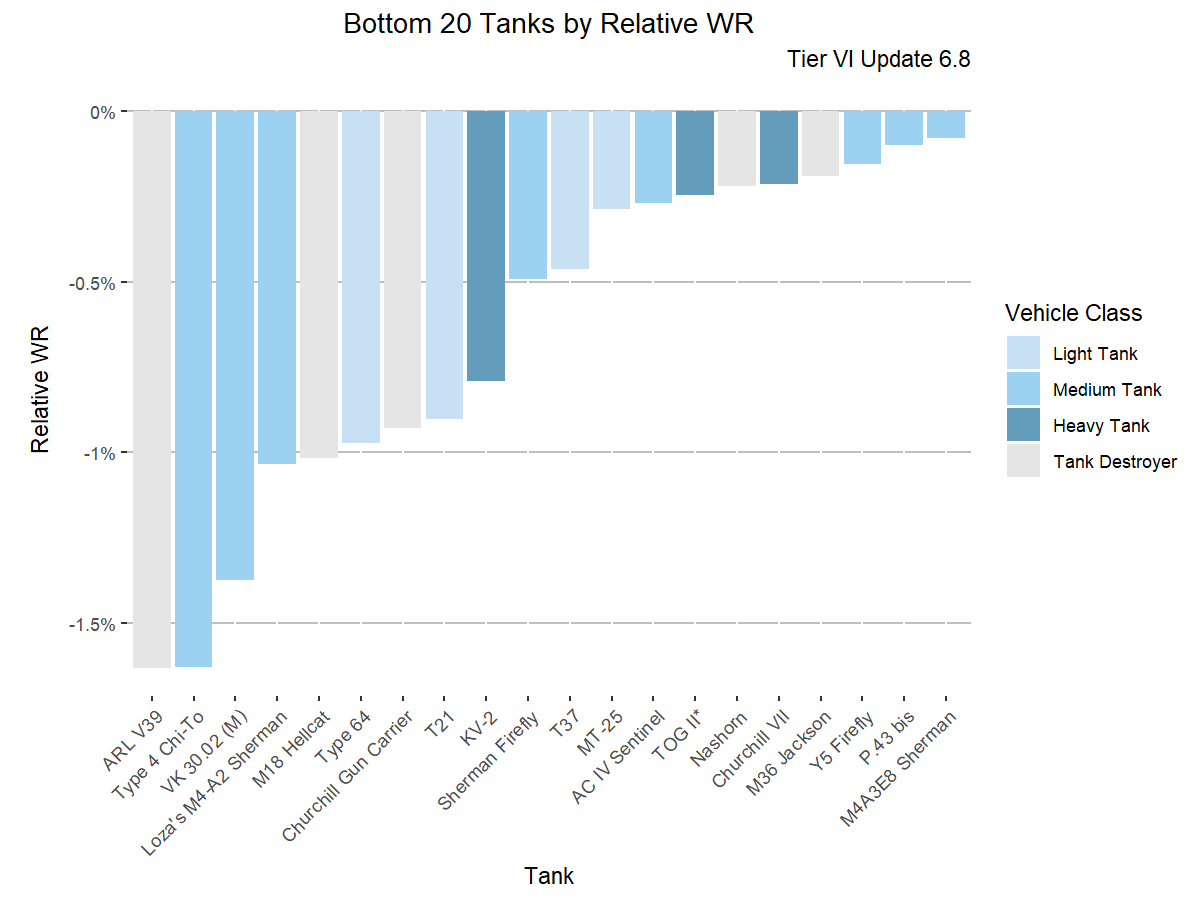 Bottom 20 Tanks by Relative WR
Tier VI Update 6.8
0%
-0.5%
-1%
-1.5%
Relative WR
ARL V39
Type 4 Chi-To
VK 30.02 (M)
Loza's M4-A2 Sherman
M18 Hellcat
Type 64
Churchill Gun Carrier
T21
KV-2
Sherman Firefly
T37
MT-25
AC IV Sentinel
TOG II*
Nashorn
Churchill VII
M36 Jackson
Y5 Firefly
P.43 bis
M4A3E8 Sherman
Tank
Vehicle Class
Light Tank
Medium Tank
Heavy Tank
Tank Destroyer